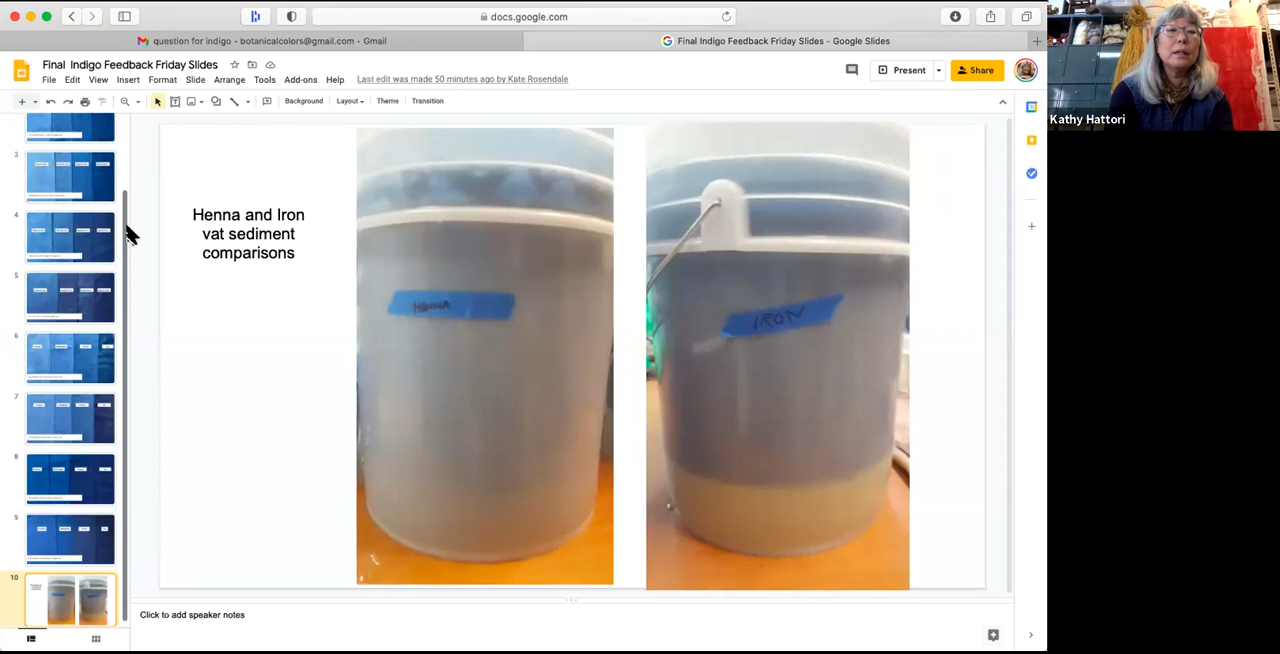 docs.google.com
question for indigo - botanicalcolors@gmail.com - Gmail
Final Indigo Feedback Friday Slides - Google Slides
Kathy Hattori
Final Indigo Feedback Friday Slides
File Edit View Insert Format Slide Arrange Tools Add-ons Help Last edit was made 50 minutes ago by Kate Rosendale
Present
Share
Background Layout Theme Transition
3
4
5
6
7
8
9
10
Henna and Iron
vat sediment
comparisons
HENNA
IRON
Click to add speaker notes